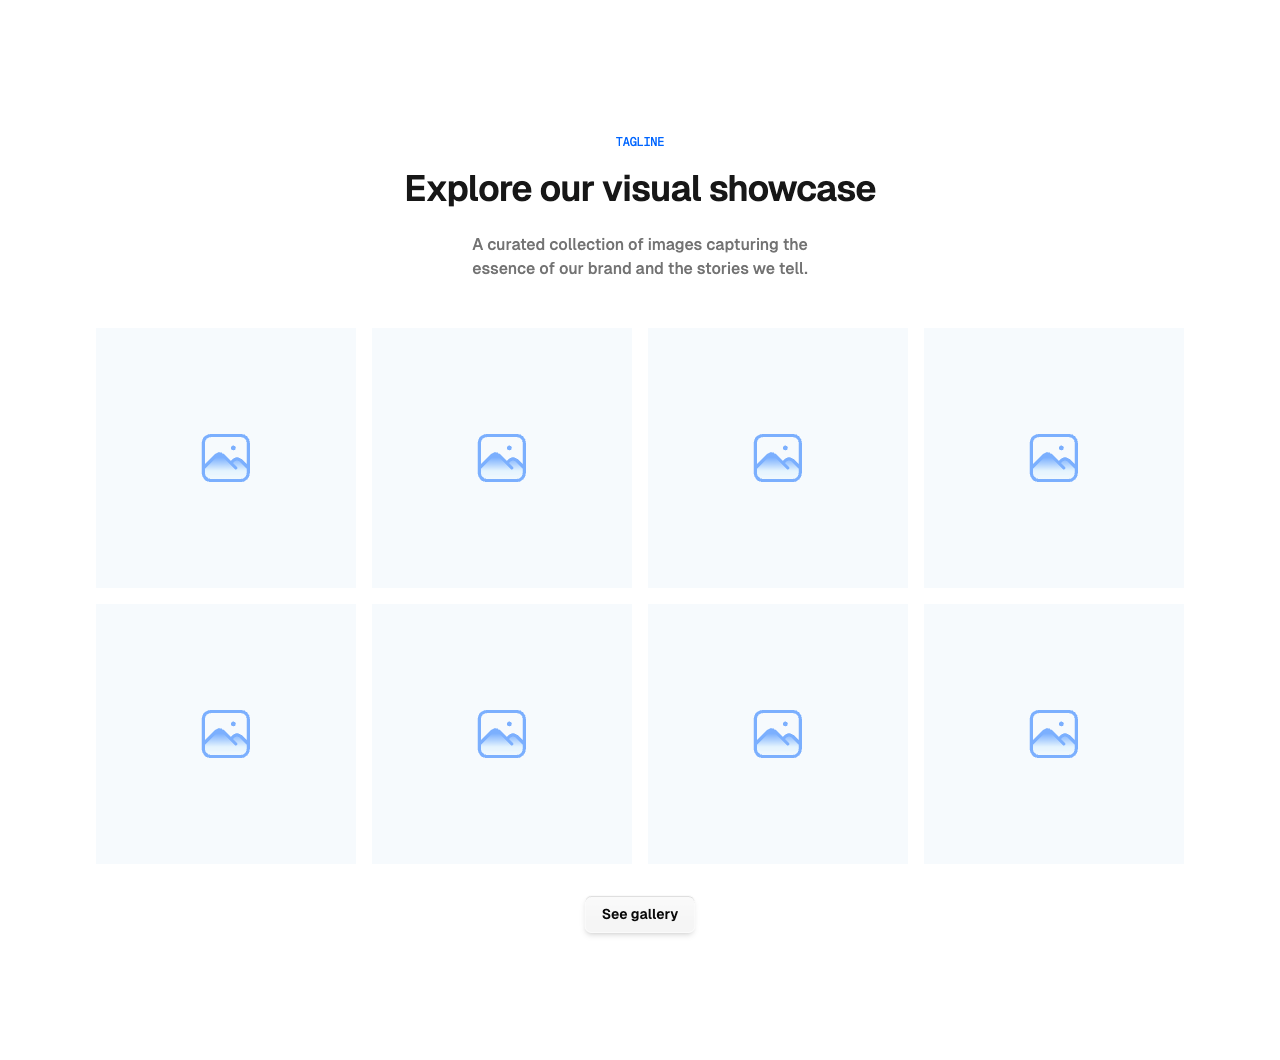 TAGLINE
Explore our visual showcase
A curated collection of images capturing the
essence of our brand and the stories we tell.
See gallery